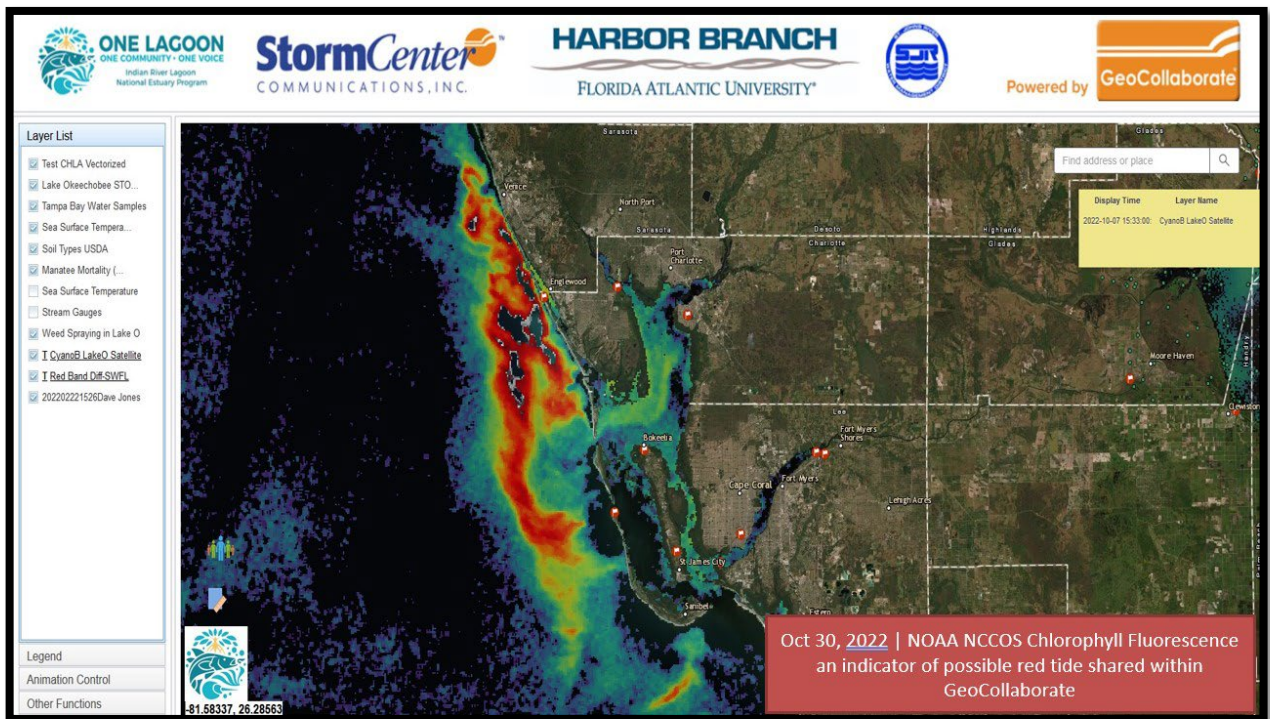 ONE LAGOON
ONE COMMUNITY • ONE VOICE
Indian River Lagoon
National Estuary Program
StormCenter™
COMMUNICATIONS, INC.
HARBOR BRANCH
FLORIDA ATLANTIC UNIVERSITY®
SJR
Powered by
GeoCollaborate®
Layer List
Test CHLA Vectorized
Lake Okeechobee STO...
Tampa Bay Water Samples
Sea Surface Tempera...
Soil Types USDA
Manatee Mortality (...
Sea Surface Temperature
Stream Gauges
Weed Spraying in Lake O
T CyanoB LakeO Satellite
T Red Band Diff-SWFL
202202221526Dave Jones
Legend
Animation Control
Other Functions
Find address or place
Display Time Layer Name
2022-10-07 15:33:00: CyanoB LakeO Satellite
Sarasota
Glades
Venice
North Port
Sarasota
Desoto
Charlotte
Highlands
Glades
Port
Charlotte
Englewood
Moore Haven
Hendry
Clewiston
Lee
Bokeelia
Fort Myers
Shores
Cape Coral
Fort Myers
Lehigh Acres
St James City
Sanibel
Estero
-81.58337, 26.28563
Oct 30, 2022 | NOAA NCCOS Chlorophyll Fluorescence
an indicator of possible red tide shared within
GeoCollaborate